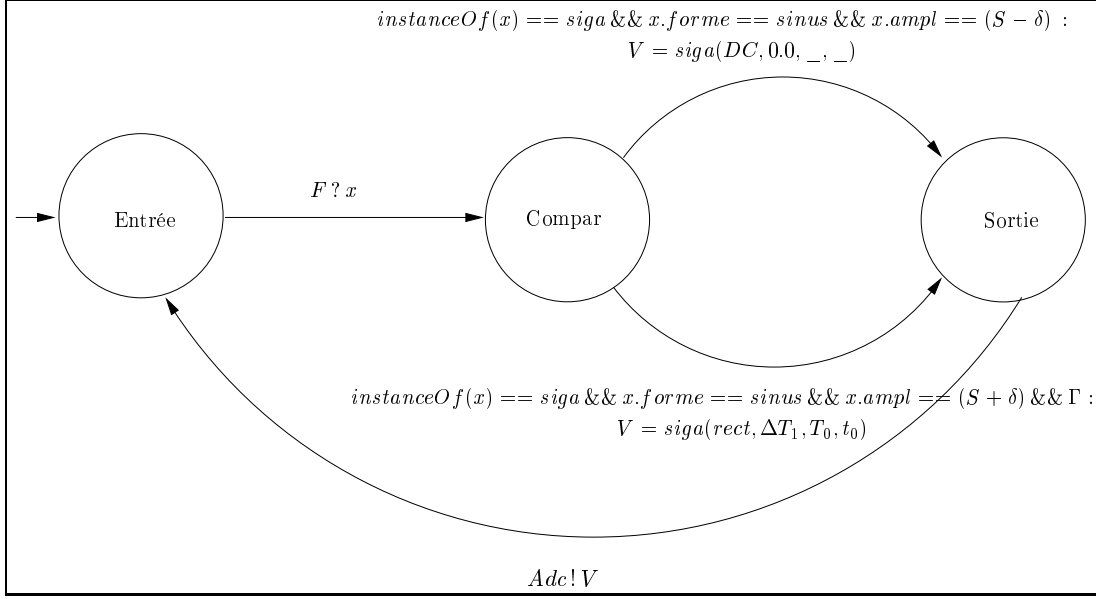 instanceOf(x) == siga && x.forme == sinus && x.ampl == (S − δ) :
V = siga(DC, 0.0, _, _)
F ? x
Entrée
Compar
Sortie
instanceOf(x) == siga && x.forme == sinus && x.ampl == (S + δ) && Γ :
V = siga(rect, ΔT₁, T₀, t₀)
Adc ! V